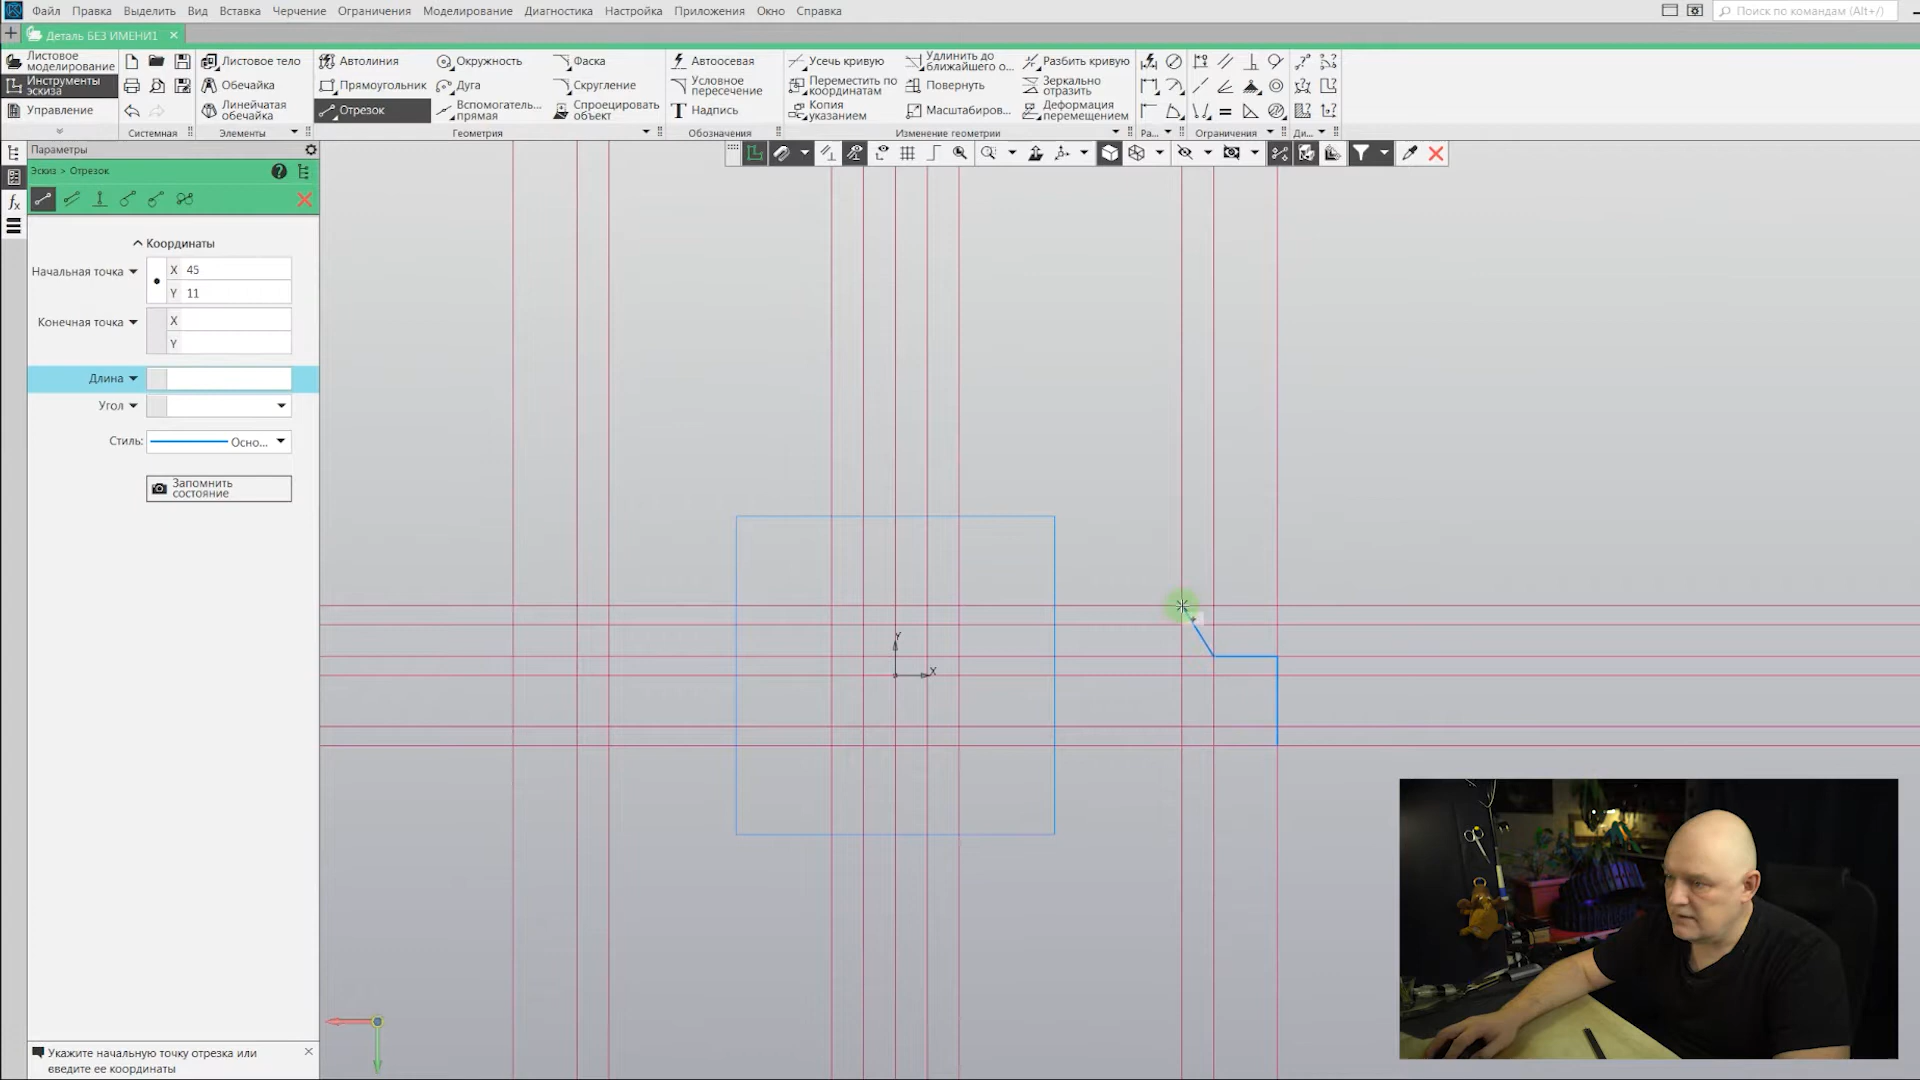 Файл Правка Выделить Вид Вставка Черчение Ограничения Моделирование Диагностика Настройка Приложения Окно Справка
Поиск по командам (Alt+/)
Деталь БЕЗ ИМЕНИ1
Листовое моделирование
Инструменты эскиза
Управление
Системная
Листовое тело
Обечайка
Линейчатая обечайка
Элементы
Автолиния
Прямоугольник
Отрезок
Окружность
Дуга
Вспомогатель... прямая
Фаска
Скругление
Спроецировать объект
Геометрия
Автоосевая
Условное пересечение
Надпись
Обозначения
Усечь кривую
Переместить по координатам
Копия указанием
Удлинить до ближайшего о...
Повернуть
Масштабиров...
Разбить кривую
Зеркально отразить
Деформация перемещением
Изменение геометрии
Ра...
Ограничения
Ди...
Параметры
Эскиз > Отрезок
Координаты
Начальная точка X 45
Y 11
Конечная точка X
Y
Длина
Угол
Стиль: Осно...
Запомнить состояние
Y
X
Укажите начальную точку отрезка или
введите ее координаты